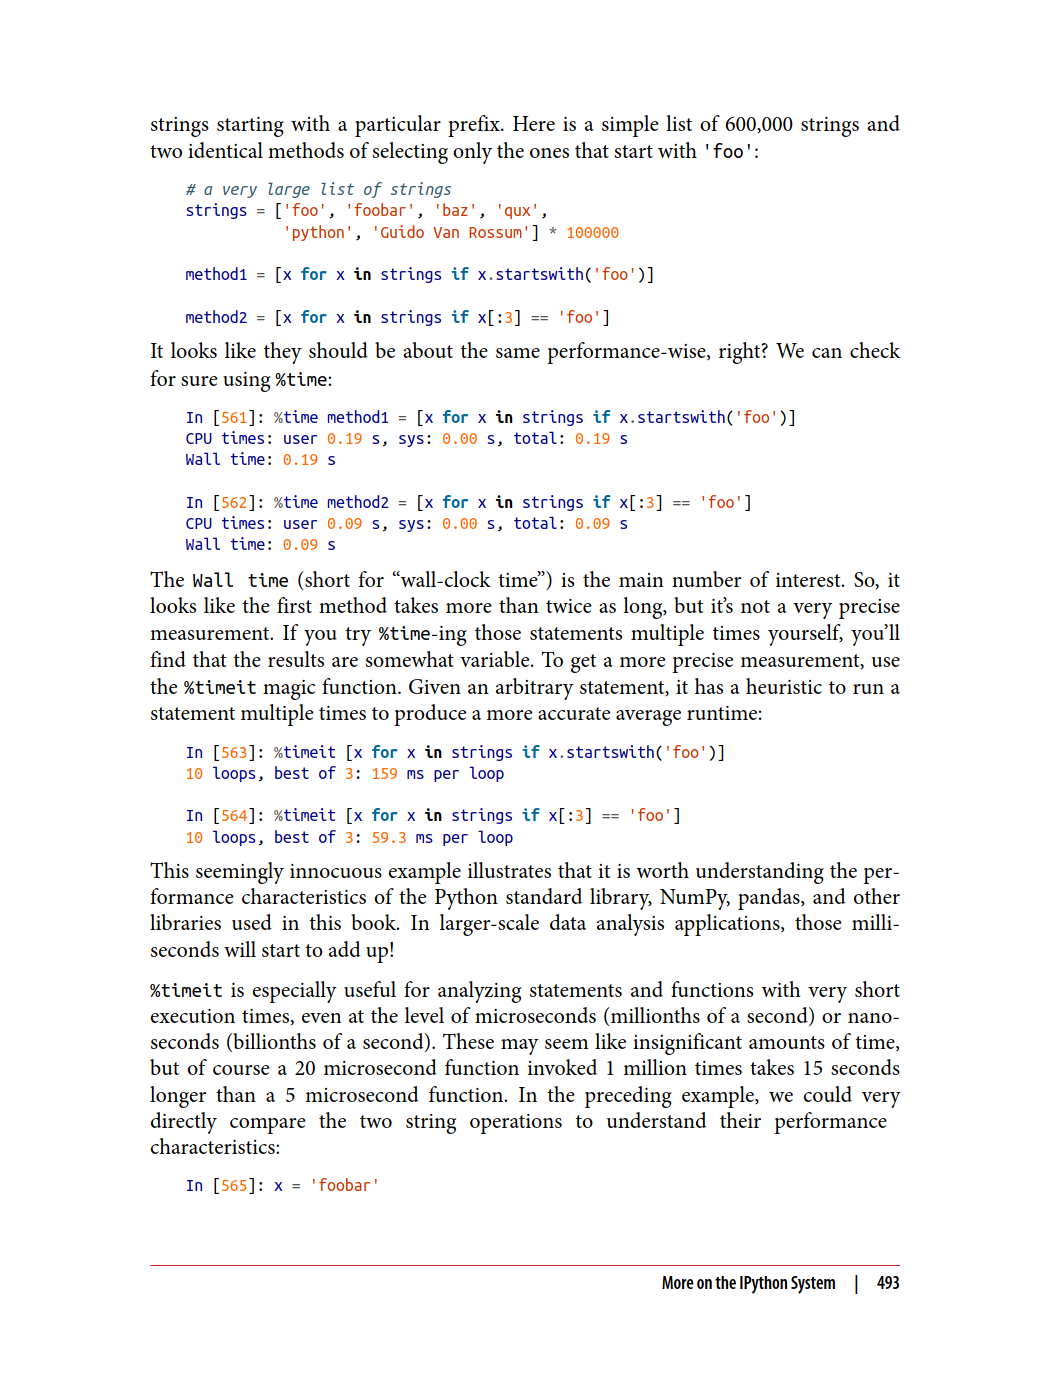 strings starting with a particular prefix. Here is a simple list of 600,000 strings and
two identical methods of selecting only the ones that start with 'foo':
# a very large list of strings
strings = ['foo', 'foobar', 'baz', 'qux',
           'python', 'Guido Van Rossum'] * 100000
method1 = [x for x in strings if x.startswith('foo')]
method2 = [x for x in strings if x[:3] == 'foo']
It looks like they should be about the same performance-wise, right? We can check
for sure using %time:
In [561]: %time method1 = [x for x in strings if x.startswith('foo')]
CPU times: user 0.19 s, sys: 0.00 s, total: 0.19 s
Wall time: 0.19 s
In [562]: %time method2 = [x for x in strings if x[:3] == 'foo']
CPU times: user 0.09 s, sys: 0.00 s, total: 0.09 s
Wall time: 0.09 s
The Wall time (short for “wall-clock time”) is the main number of interest. So, it
looks like the first method takes more than twice as long, but it’s not a very precise
measurement. If you try %time-ing those statements multiple times yourself, you’ll
find that the results are somewhat variable. To get a more precise measurement, use
the %timeit magic function. Given an arbitrary statement, it has a heuristic to run a
statement multiple times to produce a more accurate average runtime:
In [563]: %timeit [x for x in strings if x.startswith('foo')]
10 loops, best of 3: 159 ms per loop
In [564]: %timeit [x for x in strings if x[:3] == 'foo']
10 loops, best of 3: 59.3 ms per loop
This seemingly innocuous example illustrates that it is worth understanding the per-
formance characteristics of the Python standard library, NumPy, pandas, and other
libraries used in this book. In larger-scale data analysis applications, those milli-
seconds will start to add up!
%timeit is especially useful for analyzing statements and functions with very short
execution times, even at the level of microseconds (millionths of a second) or nano-
seconds (billionths of a second). These may seem like insignificant amounts of time,
but of course a 20 microsecond function invoked 1 million times takes 15 seconds
longer than a 5 microsecond function. In the preceding example, we could very
directly compare the two string operations to understand their performance
characteristics:
In [565]: x = 'foobar'
More on the IPython System | 493